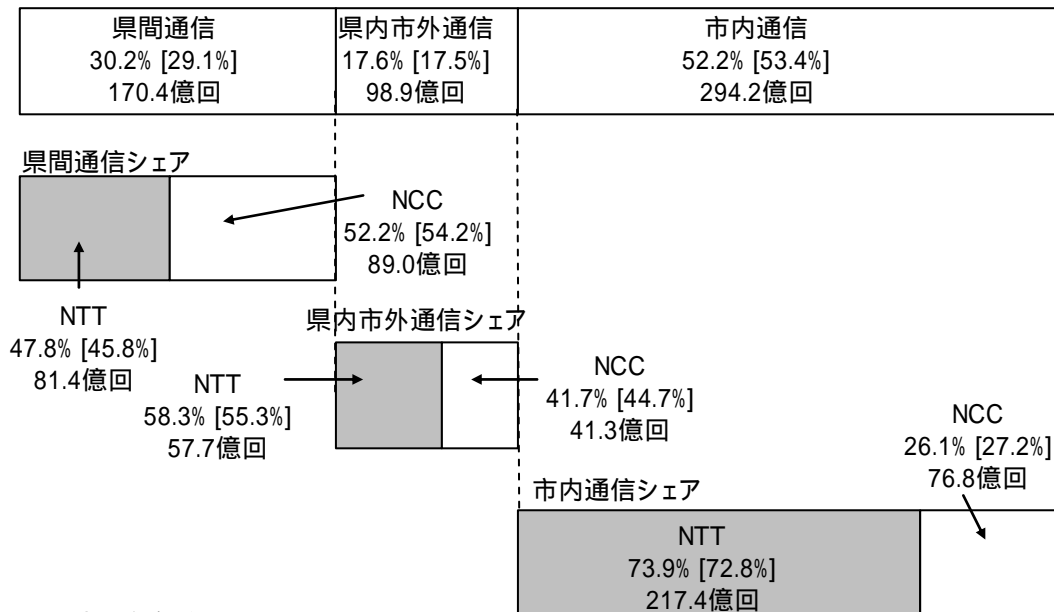 県間通信
30.2% [29.1%]
170.4億回
県内市外通信
17.6% [17.5%]
98.9億回
市内通信
52.2% [53.4%]
294.2億回
県間通信シェア
NCC
52.2% [54.2%]
89.0億回
NTT
47.8% [45.8%]
81.4億回
県内市外通信シェア
NTT
58.3% [55.3%]
57.7億回
NCC
41.7% [44.7%]
41.3億回
NCC
26.1% [27.2%]
76.8億回
市内通信シェア
NTT
73.9% [72.8%]
217.4億回